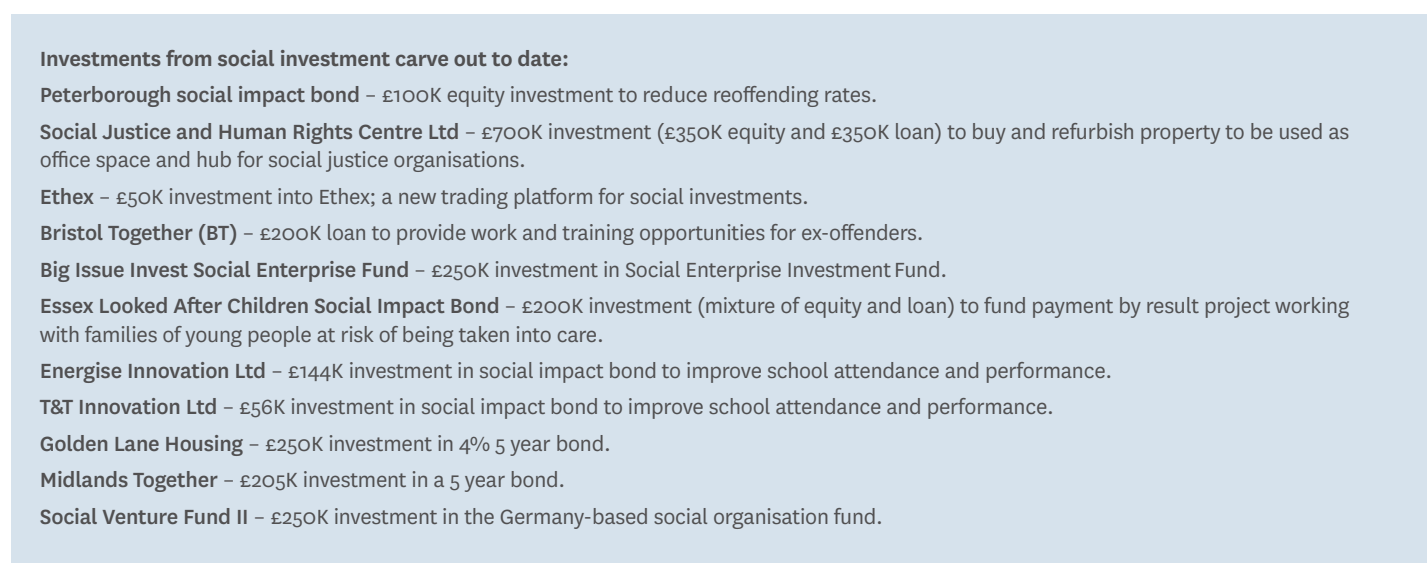 Investments from social investment carve out to date:
Peterborough social impact bond – £100K equity investment to reduce reoffending rates.
Social Justice and Human Rights Centre Ltd – £700K investment (£350K equity and £350K loan) to buy and refurbish property to be used as
office space and hub for social justice organisations.
Ethex – £50K investment into Ethex; a new trading platform for social investments.
Bristol Together (BT) – £200K loan to provide work and training opportunities for ex-offenders.
Big Issue Invest Social Enterprise Fund – £250K investment in Social Enterprise Investment Fund.
Essex Looked After Children Social Impact Bond – £200K investment (mixture of equity and loan) to fund payment by result project working
with families of young people at risk of being taken into care.
Energise Innovation Ltd – £144K investment in social impact bond to improve school attendance and performance.
T&T Innovation Ltd – £56K investment in social impact bond to improve school attendance and performance.
Golden Lane Housing – £250K investment in 4% 5 year bond.
Midlands Together – £205K investment in a 5 year bond.
Social Venture Fund II – £250K investment in the Germany-based social organisation fund.